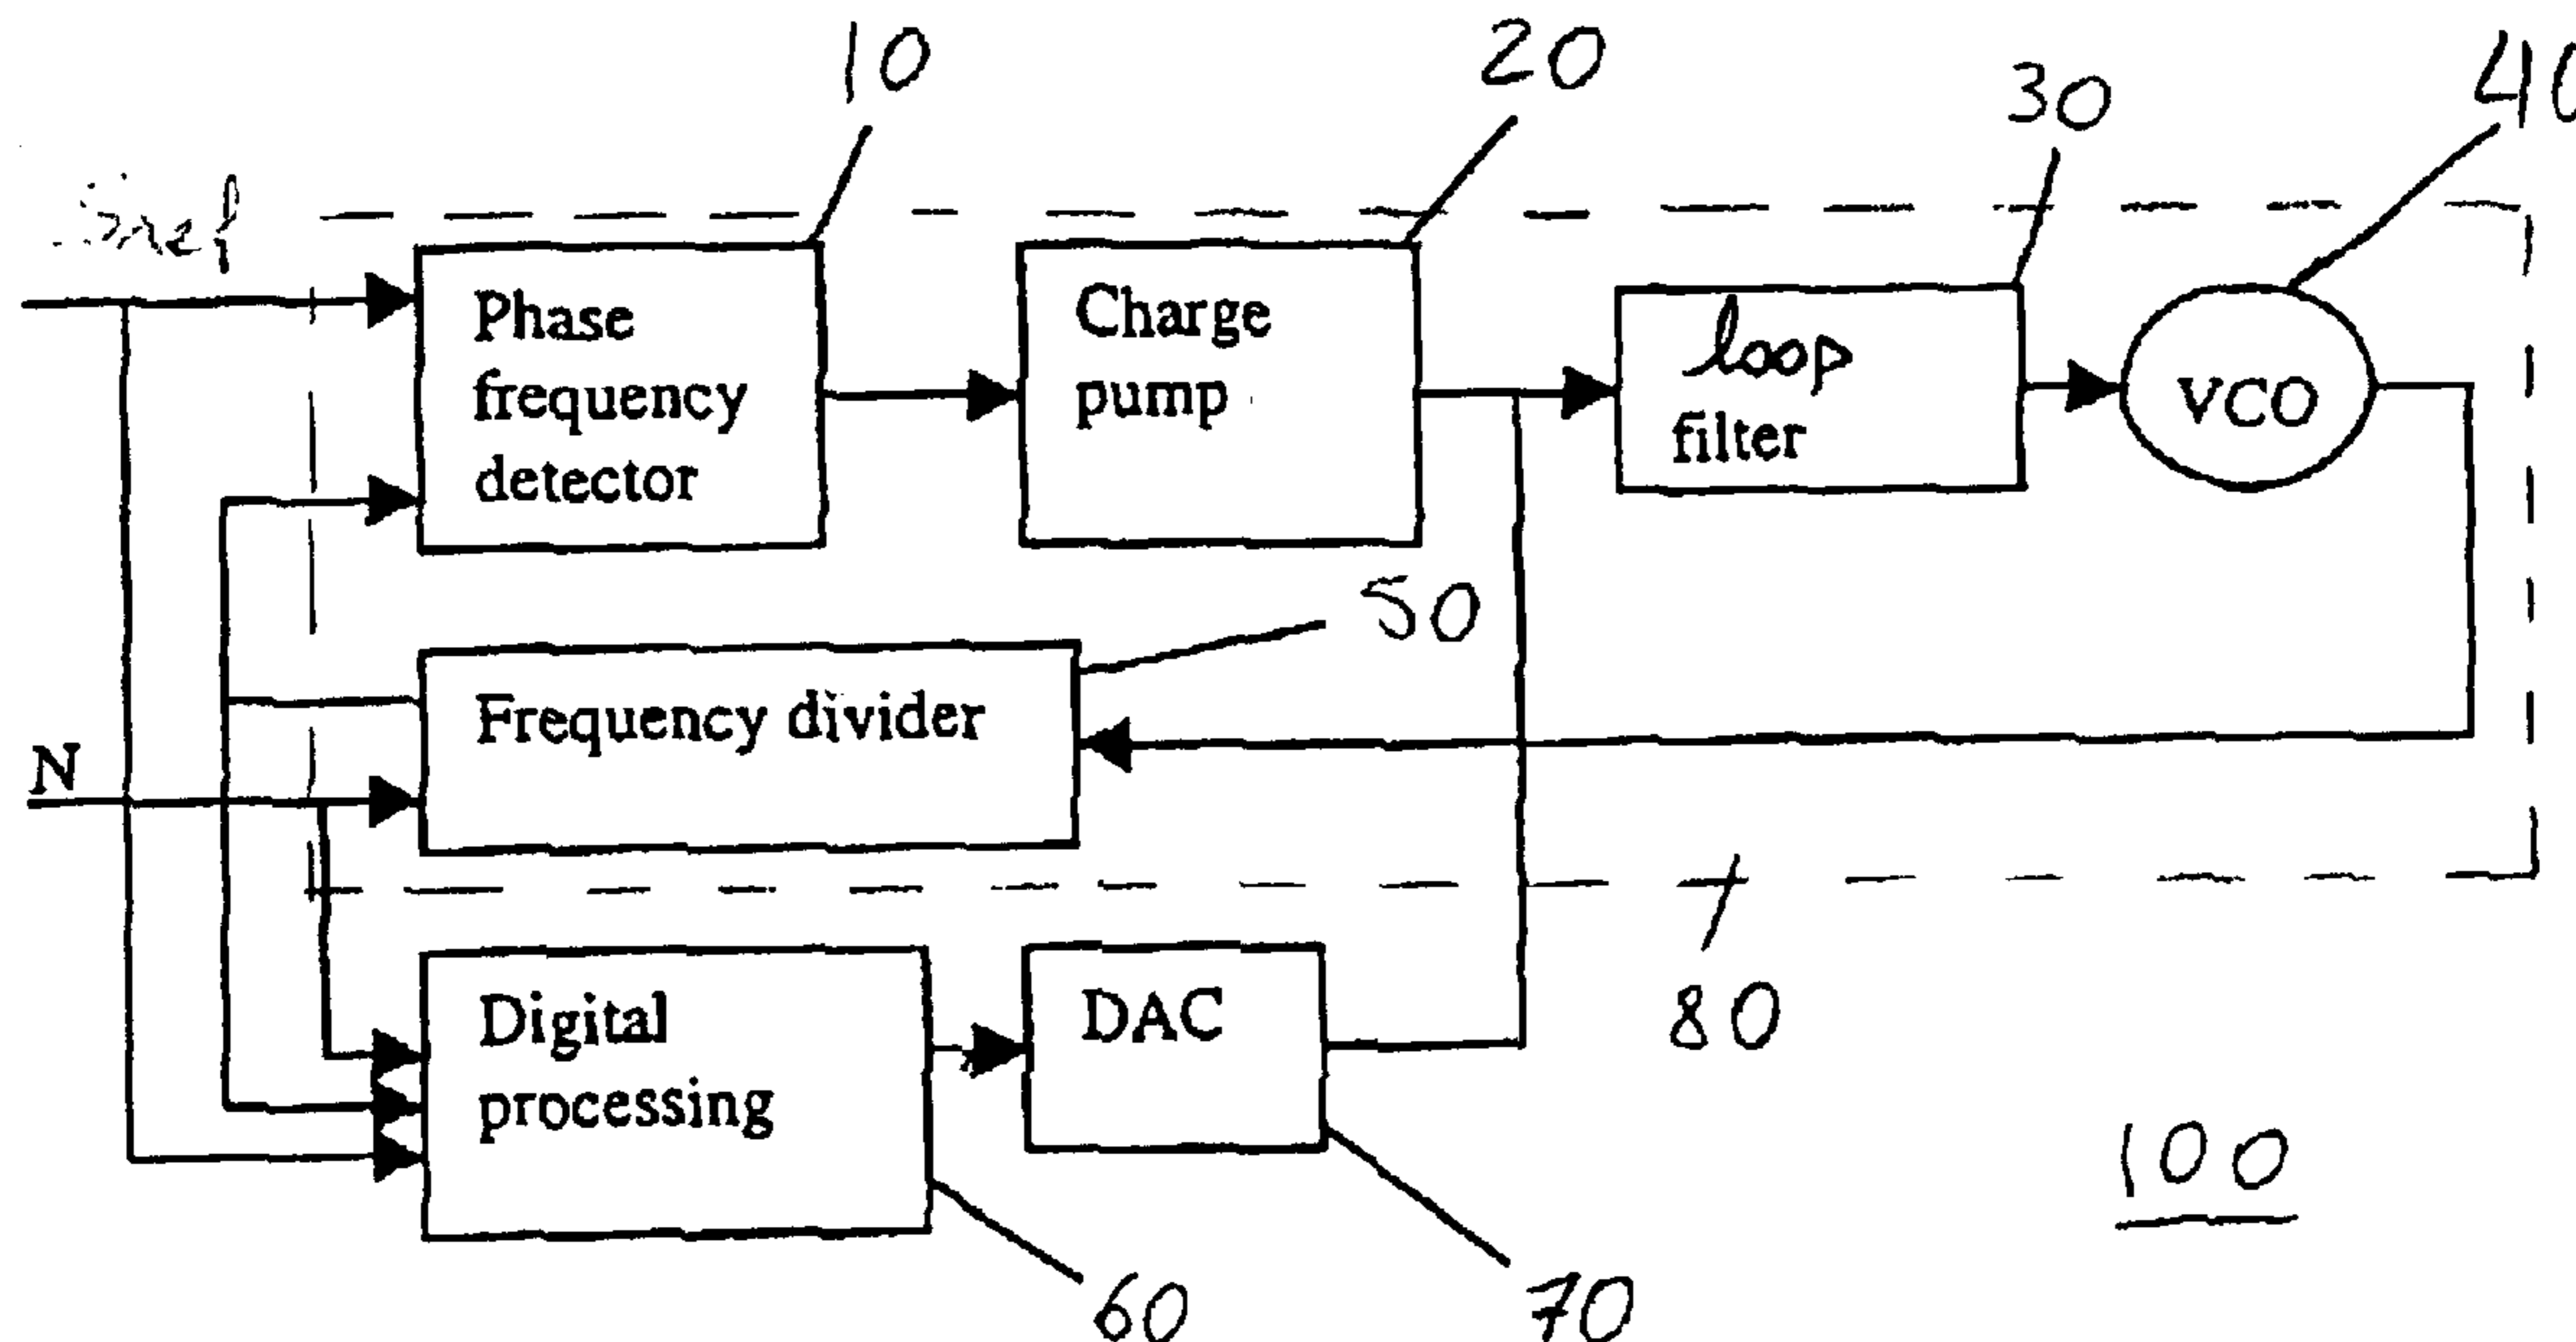 10
20
30
40
Phase
frequency
detector
Charge
pump
loop
filter
VCO
50
Frequency divider
N
80
Digital
processing
DAC
100
60
70